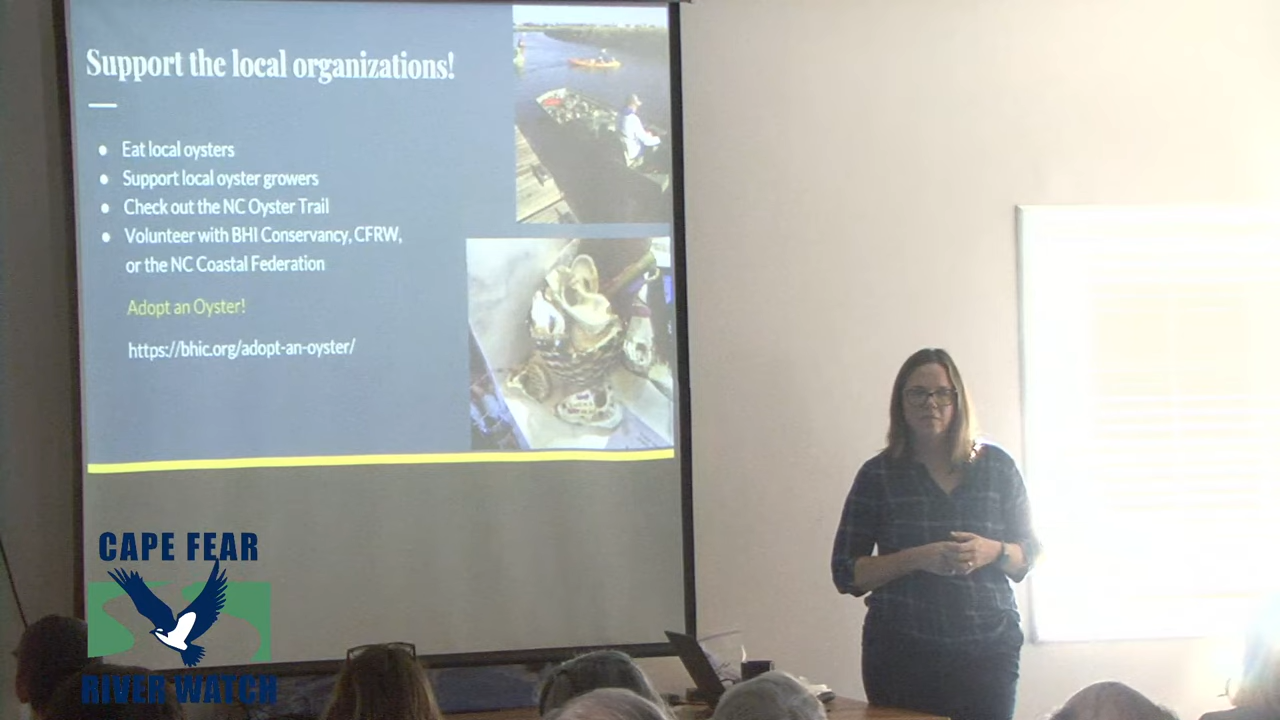 Support the local organizations!
Eat local oysters
Support local oyster growers
Check out the NC Oyster Trail
Volunteer with BHI Conservancy, CFRW,
or the NC Coastal Federation
Adopt an Oyster!
https://bhic.org/adopt-an-oyster/
CAPE FEAR
RIVER WATCH